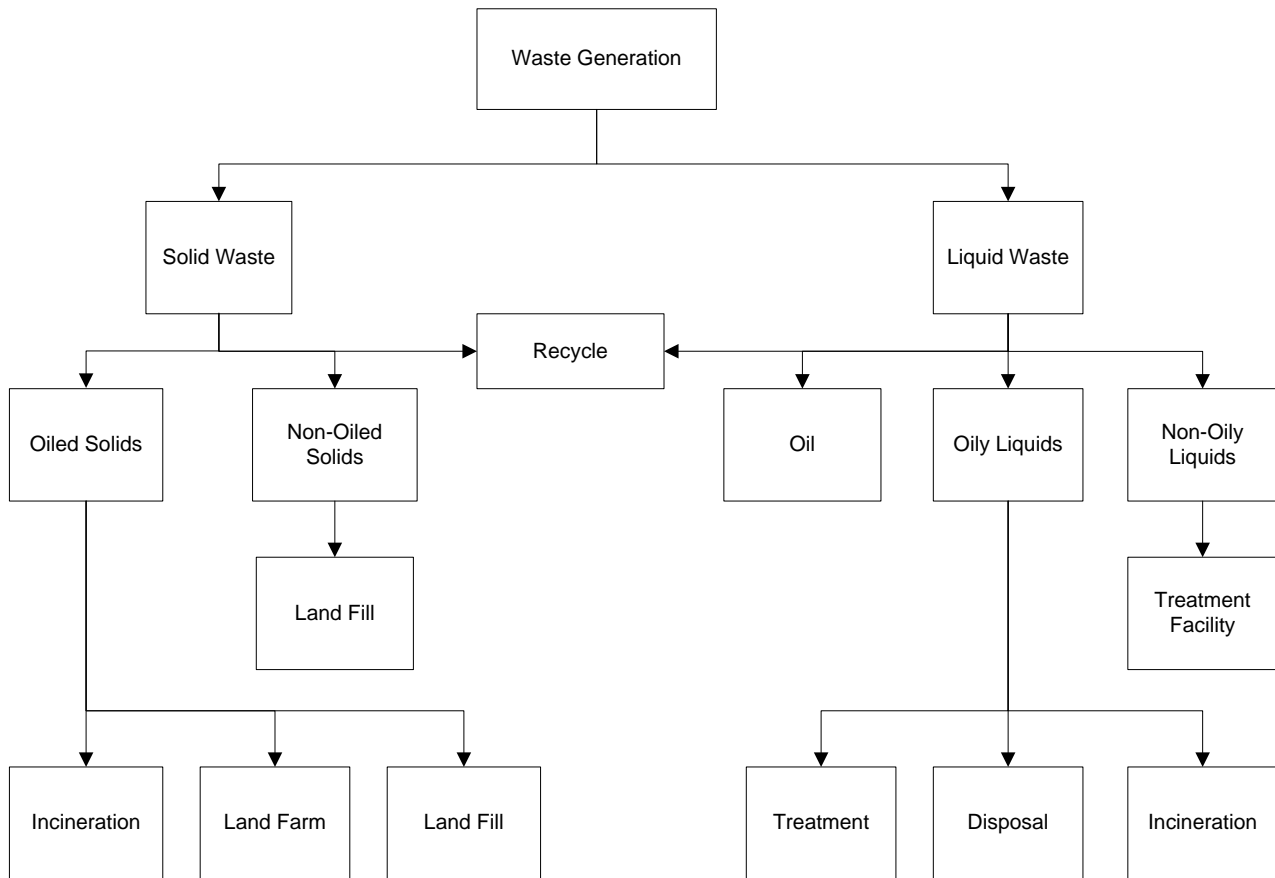 Waste Generation
Solid Waste
Liquid Waste
Recycle
Oiled Solids
Non-Oiled
Solids
Oil
Oily Liquids
Non-Oily
Liquids
Land Fill
Treatment
Facility
Incineration
Land Farm
Land Fill
Treatment
Disposal
Incineration